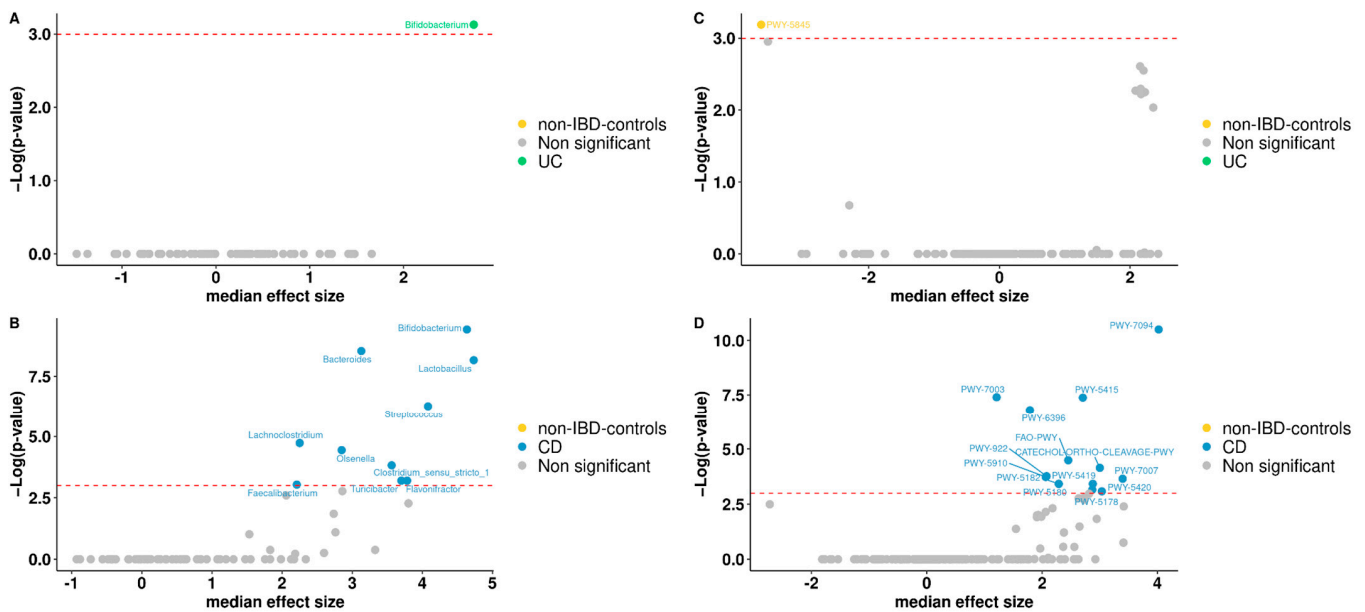 A
Bifidobacterium
3.0
2.0
1.0
0.0
−Log(p-value)
-1
0
1
2
median effect size
non-IBD-controls
Non significant
UC
C
PWY-5845
3.0
2.0
1.0
0.0
−Log(p-value)
-2
0
2
median effect size
non-IBD-controls
Non significant
UC
B
Bifidobacterium
Bacteroides
Lactobacillus
Streptococcus
Lachnoclostridium
Olsenella
Clostridium_sensu_stricto_1
Faecalibacterium
Turicibacter
Flavonifractor
7.5
5.0
2.5
0.0
−Log(p-value)
-1
0
1
2
3
4
5
median effect size
non-IBD-controls
CD
Non significant
D
PWY-7094
PWY-7003
PWY-5415
PWY-6396
FAO-PWY
PWY-922
CATECHOL-ORTHO-CLEAVAGE-PWY
PWY-5910
PWY-7007
PWY-5182
PWY-5419
PWY-5420
PWY-5178
10.0
7.5
5.0
2.5
0.0
−Log(p-value)
-2
0
2
4
median effect size
non-IBD-controls
CD
Non significant